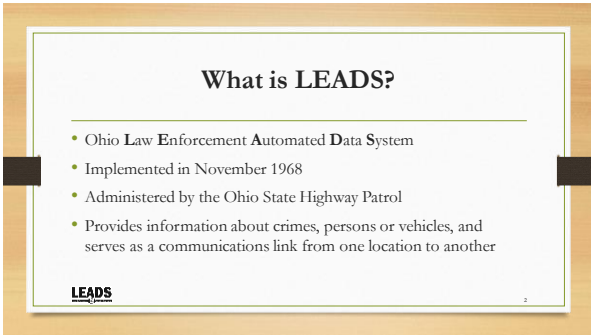 What is LEADS?
• Ohio Law Enforcement Automated Data System
• Implemented in November 1968
• Administered by the Ohio State Highway Patrol
• Provides information about crimes, persons or vehicles, and
serves as a communications link from one location to another
LEADS
2